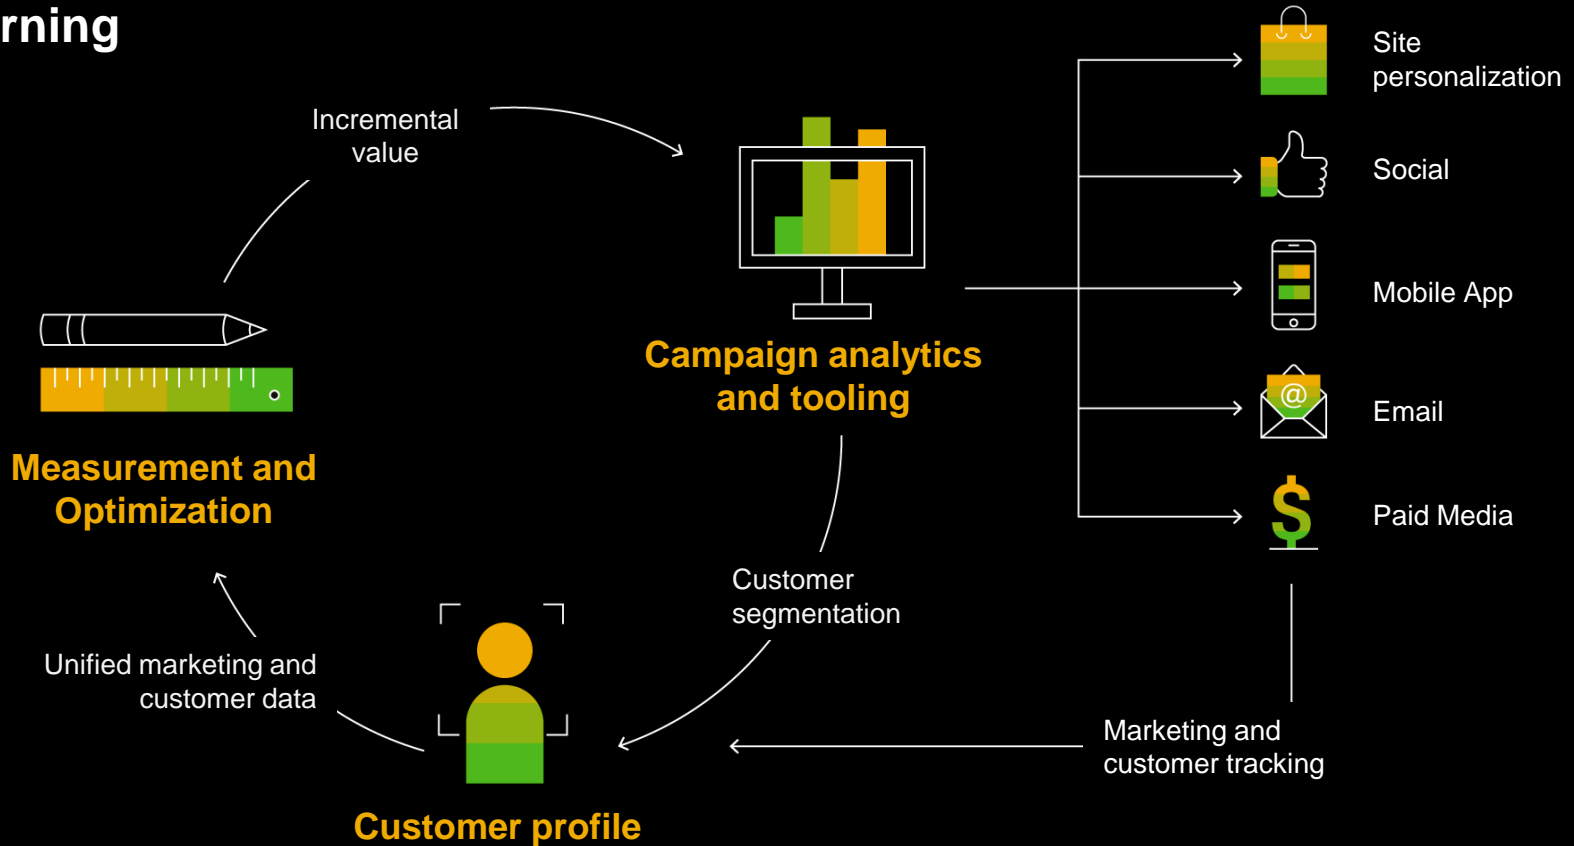 rning
Incremental
value
Campaign analytics
and tooling
Measurement and
Optimization
Customer
segmentation
Unified marketing and
customer data
Customer profile
Marketing and
customer tracking
Site
personalization
Social
Mobile App
@
Email
$
Paid Media